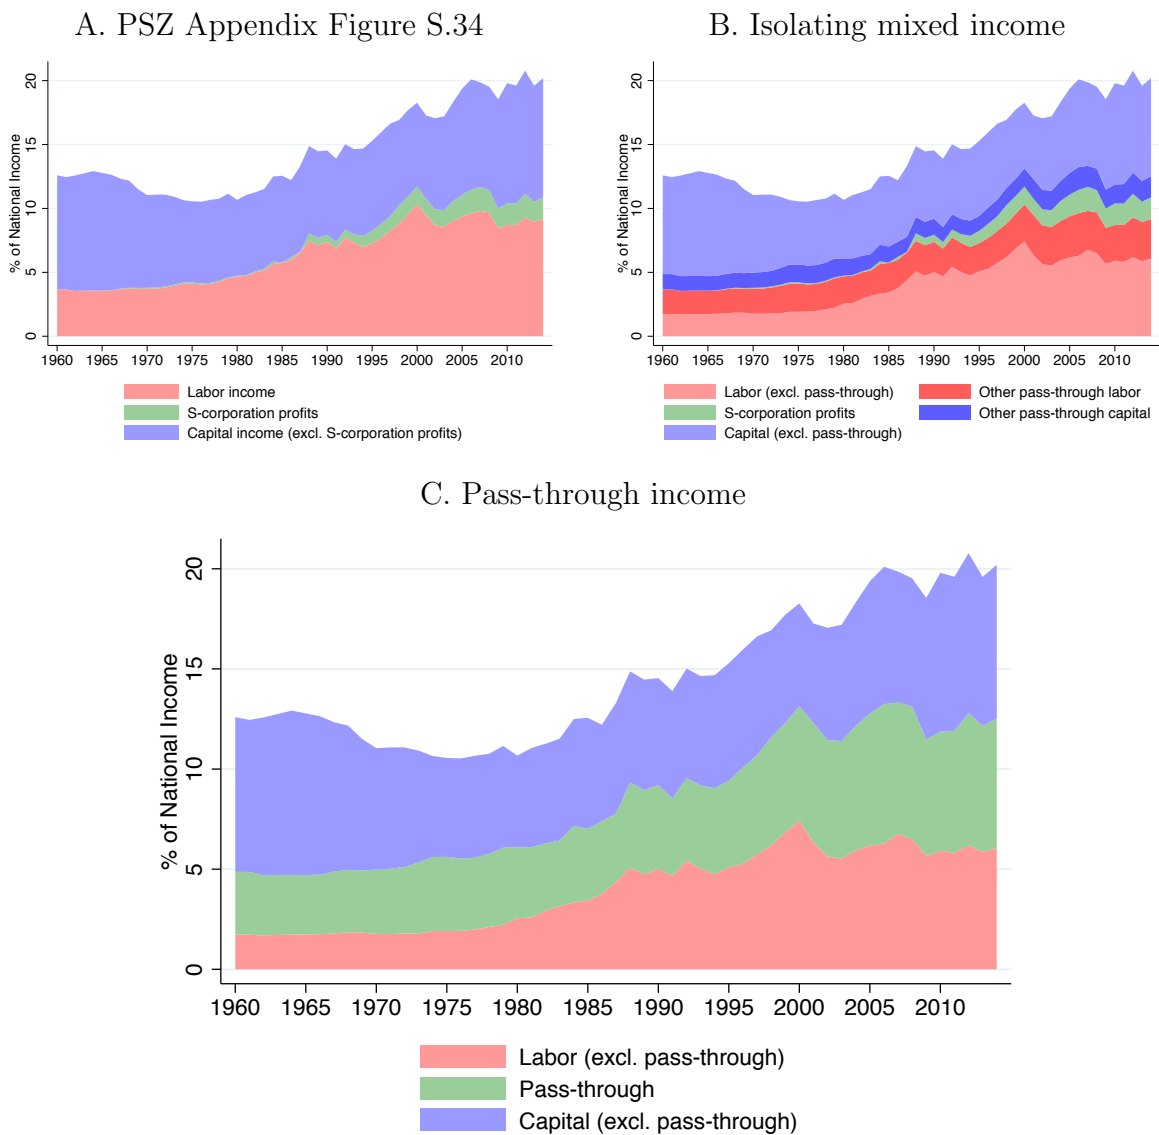 A. PSZ Appendix Figure S.34
% of National Income
20
15
10
5
0
1960 1965 1970 1975 1980 1985 1990 1995 2000 2005 2010
Labor income
S-corporation profits
Capital income (excl. S-corporation profits)
B. Isolating mixed income
% of National Income
20
15
10
5
0
1960 1965 1970 1975 1980 1985 1990 1995 2000 2005 2010
Labor (excl. pass-through) Other pass-through labor
S-corporation profits Other pass-through capital
Capital (excl. pass-through)
C. Pass-through income
% of National Income
20
15
10
5
0
1960 1965 1970 1975 1980 1985 1990 1995 2000 2005 2010
Labor (excl. pass-through)
Pass-through
Capital (excl. pass-through)